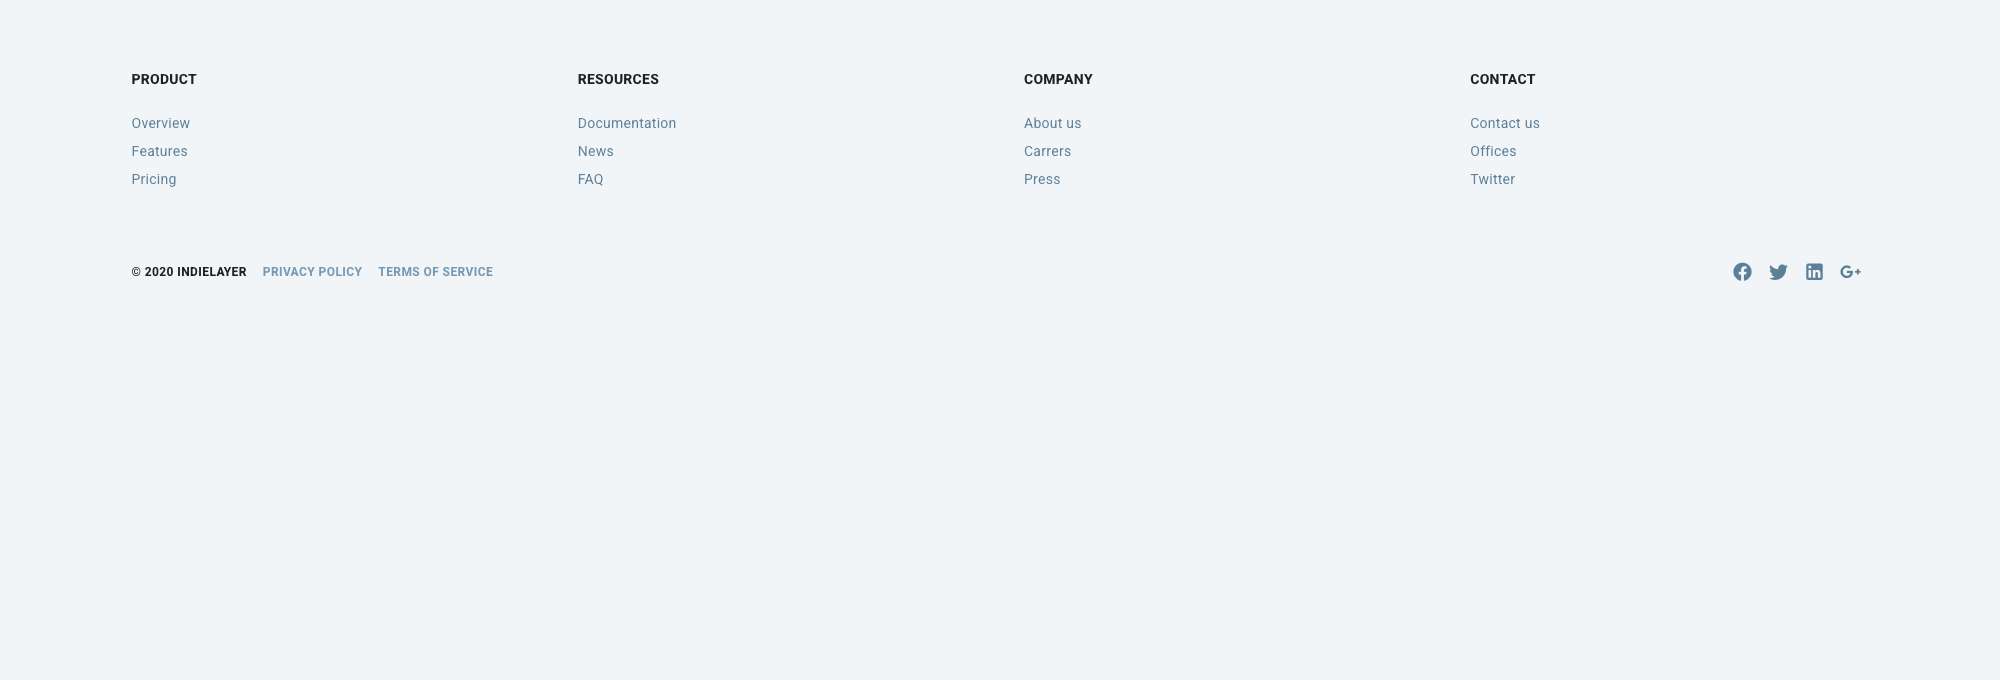 PRODUCT
Overview
Features
Pricing
RESOURCES
Documentation
News
FAQ
COMPANY
About us
Carrers
Press
CONTACT
Contact us
Offices
Twitter
© 2020 INDIELAYER PRIVACY POLICY TERMS OF SERVICE